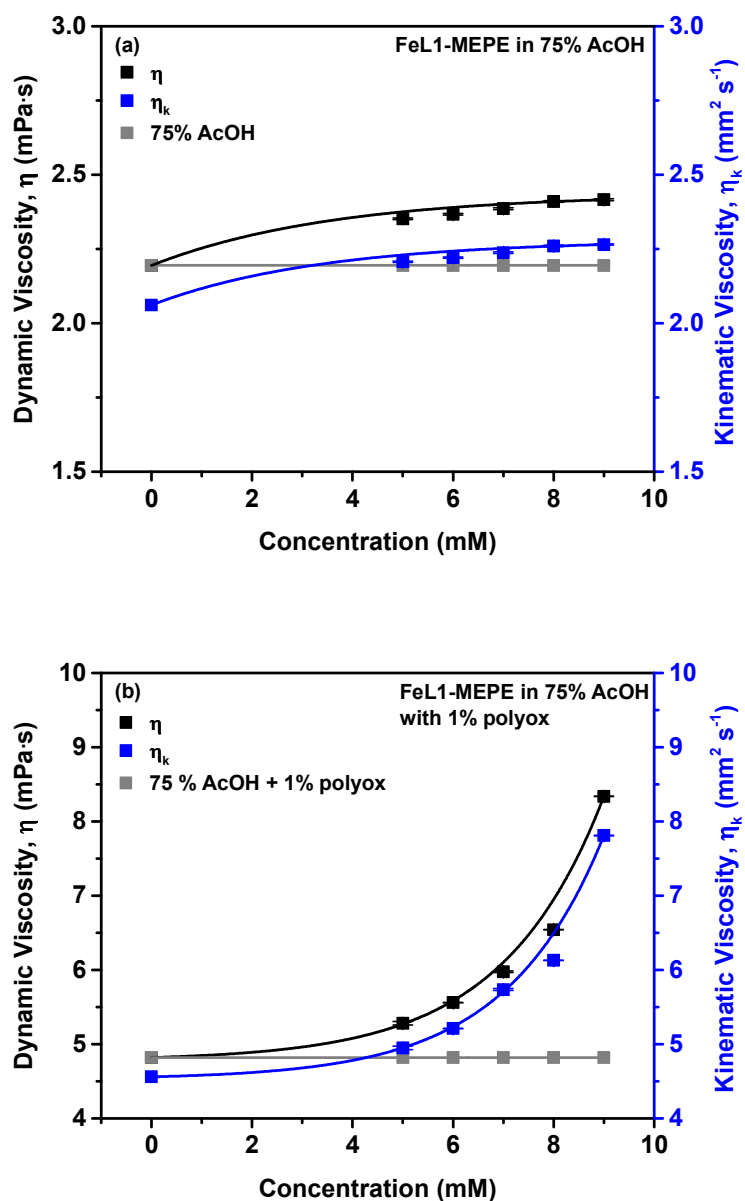 (a)
FeL1-MEPE in 75% AcOH
η
ηk
75% AcOH
Dynamic Viscosity, η (mPa·s)
3.0
2.5
2.0
1.5
Kinematic Viscosity, ηk (mm² s⁻¹)
3.0
2.5
2.0
1.5
0 2 4 6 8 10
Concentration (mM)
(b)
FeL1-MEPE in 75% AcOH
with 1% polyox
η
ηk
75 % AcOH + 1% polyox
Dynamic Viscosity, η (mPa·s)
10
9
8
7
6
5
4
Kinematic Viscosity, ηk (mm² s⁻¹)
10
9
8
7
6
5
4
0 2 4 6 8 10
Concentration (mM)